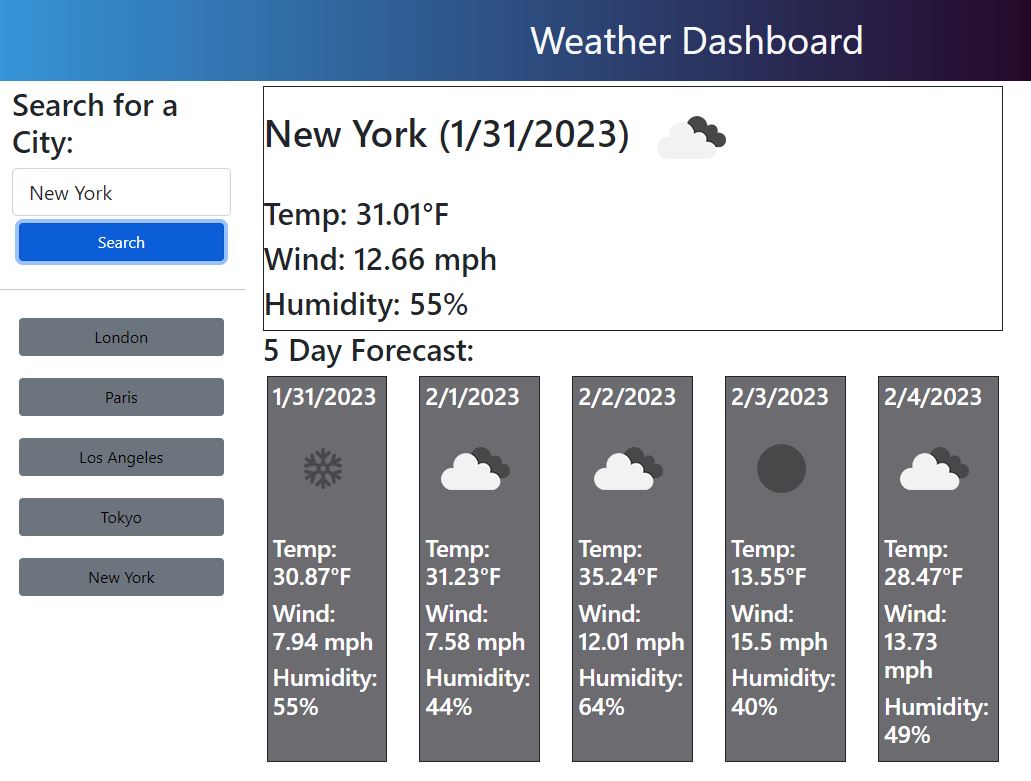 Weather Dashboard
Search for a
City:
New York
Search
London
Paris
Los Angeles
Tokyo
New York
New York (1/31/2023)
Temp: 31.01°F
Wind: 12.66 mph
Humidity: 55%
5 Day Forecast:
1/31/2023
Temp:
30.87°F
Wind:
7.94 mph
Humidity:
55%
2/1/2023
Temp:
31.23°F
Wind:
7.58 mph
Humidity:
44%
2/2/2023
Temp:
35.24°F
Wind:
12.01 mph
Humidity:
64%
2/3/2023
Temp:
13.55°F
Wind:
15.5 mph
Humidity:
40%
2/4/2023
Temp:
28.47°F
Wind:
13.73
mph
Humidity:
49%